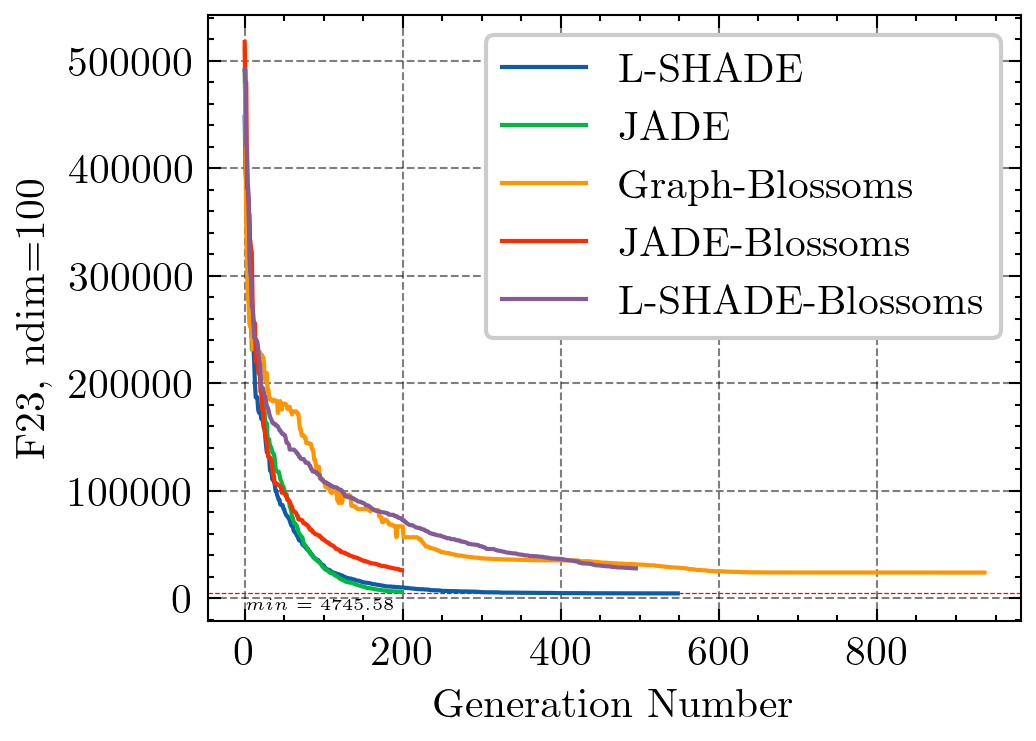 500000
400000
300000
200000
100000
0
F23, ndim=100
L-SHADE
JADE
Graph-Blossoms
JADE-Blossoms
L-SHADE-Blossoms
min = 4745.58
0 200 400 600 800
Generation Number